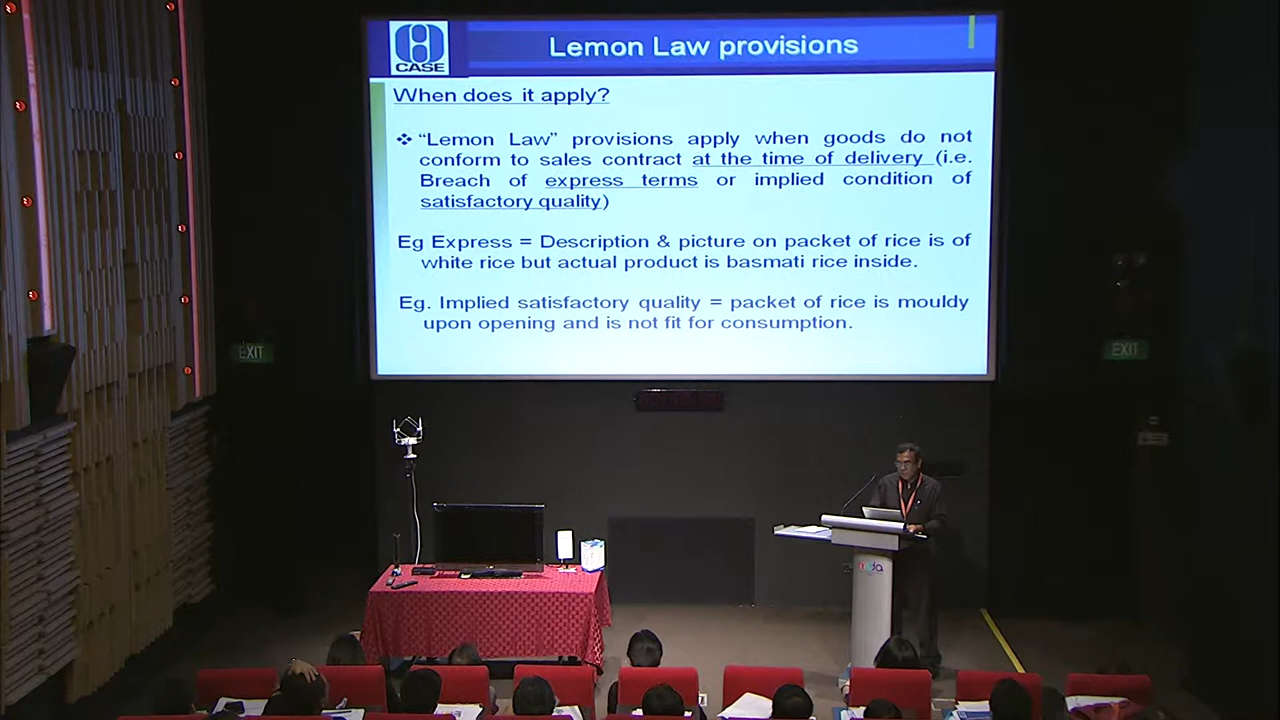 CASE
Lemon Law provisions
When does it apply?
❖ “Lemon Law” provisions apply when goods do not
conform to sales contract at the time of delivery (i.e.
Breach of express terms or implied condition of
satisfactory quality)
Eg Express = Description & picture on packet of rice is of
white rice but actual product is basmati rice inside.
Eg. Implied satisfactory quality = packet of rice is mouldy
upon opening and is not fit for consumption.
EXIT
EXIT